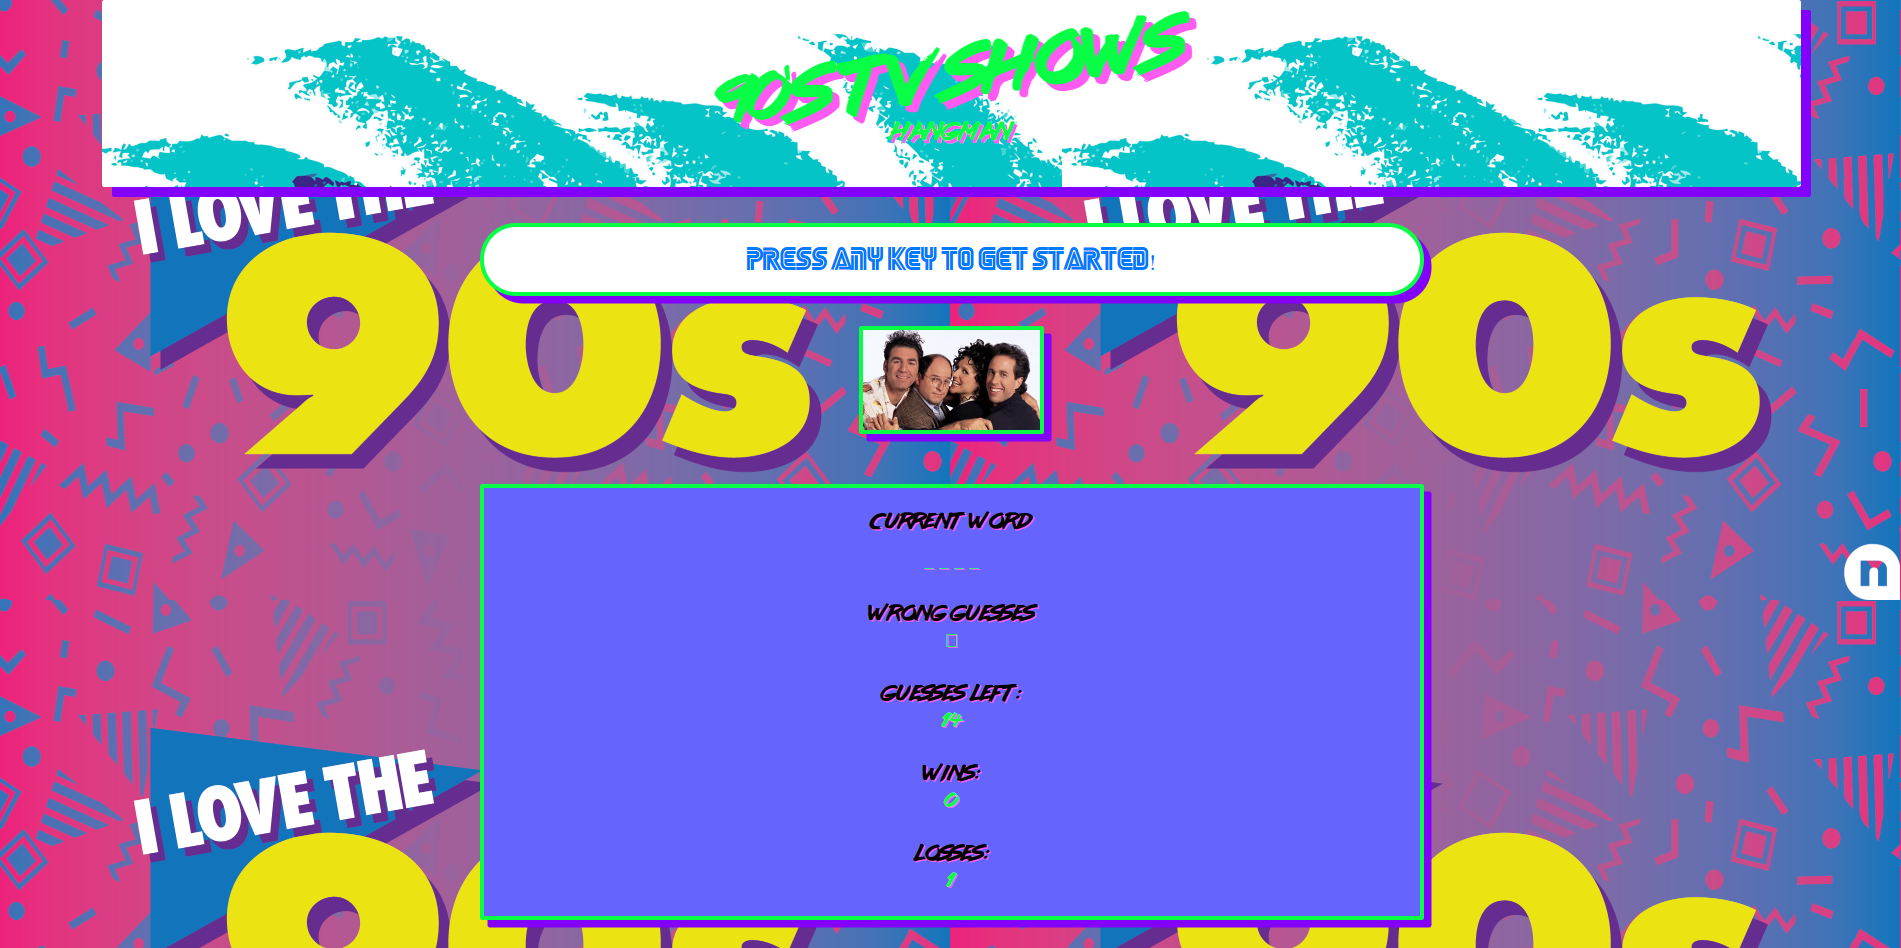 90'S TV SHOWS
HANGMAN
I LOVE THE
I LOVE THE
90s
90s
PRESS ANY KEY TO GET STARTED!
CURRENT WORD
_ _ _ _
WRONG GUESSES
GUESSES LEFT:
14
WINS:
0
LOSSES:
1
n
I LOVE THE
90s